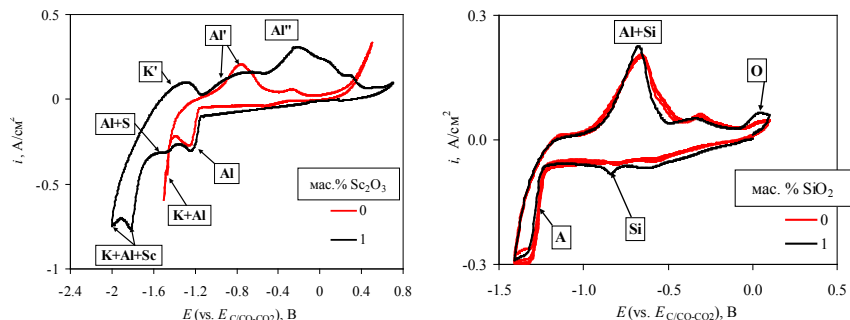 0.4
0
-0.5
-1
i, А/см²
-2.4
-2
-1.6
-1.2
-0.8
-0.4
0
0.4
0.8
E (vs. E C/CO-CO2), В
K'
Al'
Al"
Al+S
Al
K+Al
K+Al+Sc
мас.% Sc2O3
0
1
0.3
0.0
-0.3
i, А/см²
-1.5
-1.0
-0.5
0.0
0.5
E (vs. E C/CO-CO2), В
Al+Si
O
A
Si
мас. % SiO2
0
1